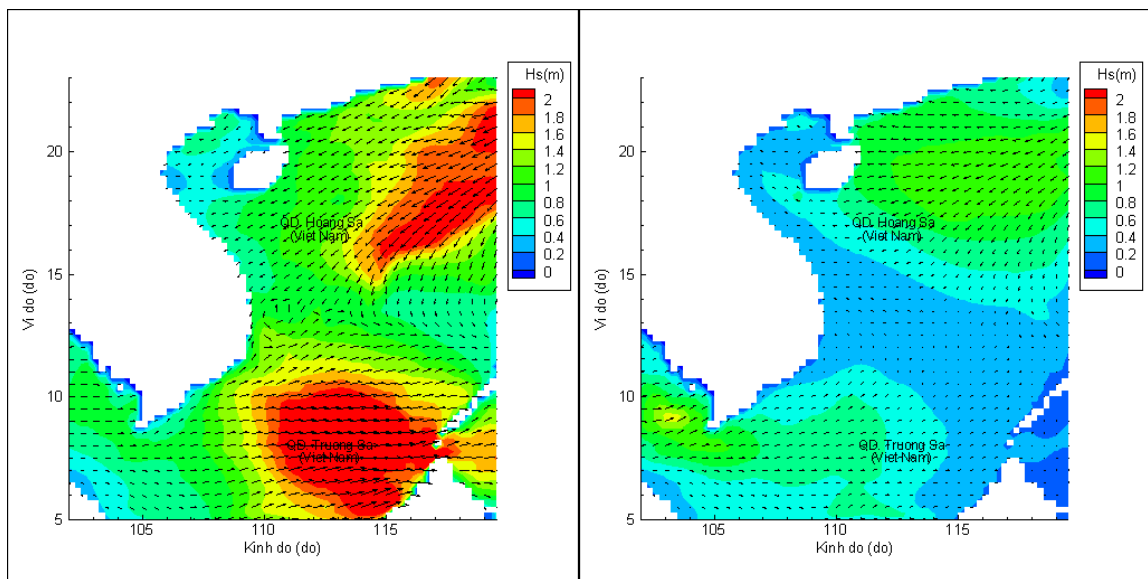 Hs(m)
2
1.8
1.6
1.4
1.2
1
0.8
0.6
0.4
0.2
0
20
15
10
5
Vi do (do)
QD. Hoang Sa
(Viet Nam)
QD. Truong Sa
(Viet Nam)
105
110
115
Kinh do (do)
Hs(m)
2
1.8
1.6
1.4
1.2
1
0.8
0.6
0.4
0.2
0
20
15
10
5
Vi do (do)
QD. Hoang Sa
(Viet Nam)
QD. Truong Sa
(Viet Nam)
105
110
115
Kinh do (do)